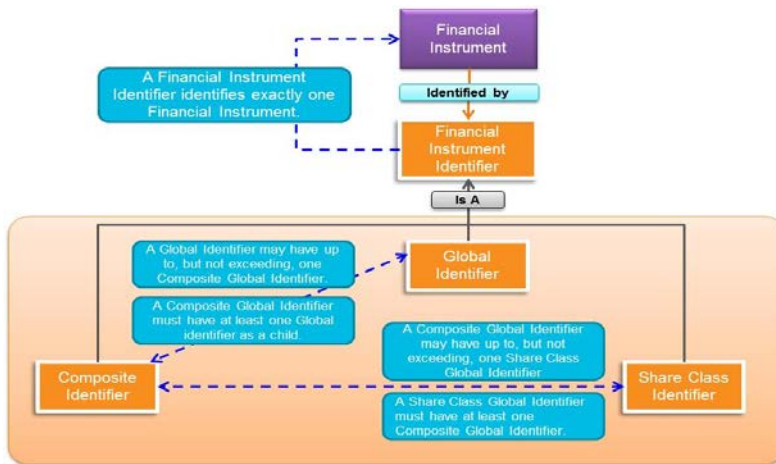 Financial
Instrument
A Financial Instrument
Identifier identifies exactly one
Financial Instrument.
Identified by
Financial
Instrument
Identifier
Is A
A Global Identifier may have up
to, but not exceeding, one
Composite Global Identifier.
Global
Identifier
A Composite Global Identifier
must have at least one Global
identifier as a child.
A Composite Global Identifier
may have up to, but not
exceeding, one Share Class
Global Identifier
Composite
Identifier
Share Class
Identifier
A Share Class Global Identifier
must have at least one
Composite Global Identifier.